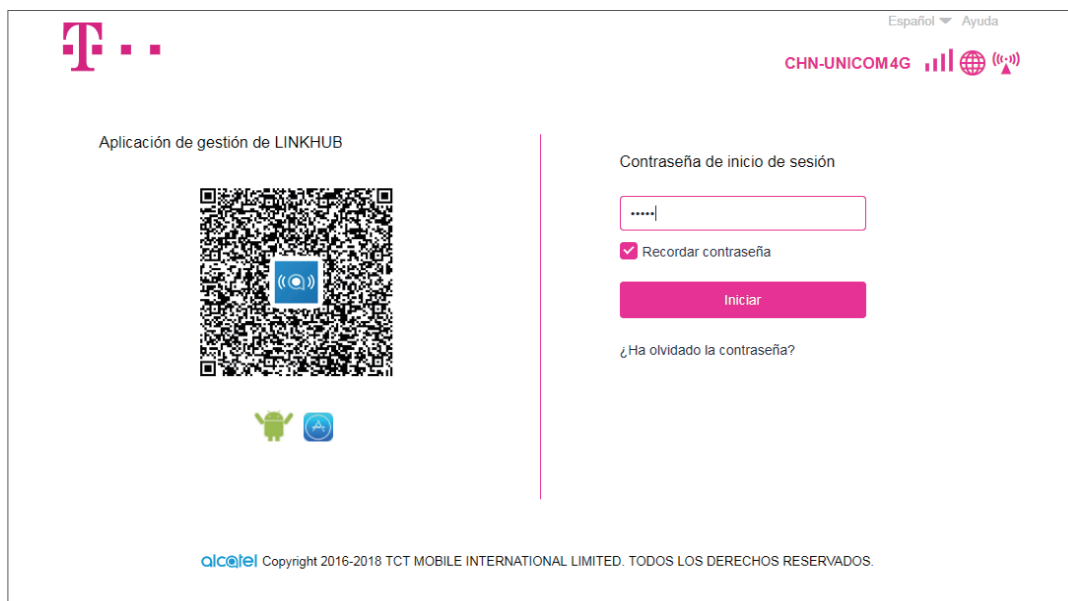 Español Ayuda
T
CHN-UNICOM 4G
Aplicación de gestión de LINKHUB
Contraseña de inicio de sesión
•••••
Recordar contraseña
Iniciar
¿Ha olvidado la contraseña?
alcatel Copyright 2016-2018 TCT MOBILE INTERNATIONAL LIMITED. TODOS LOS DERECHOS RESERVADOS.